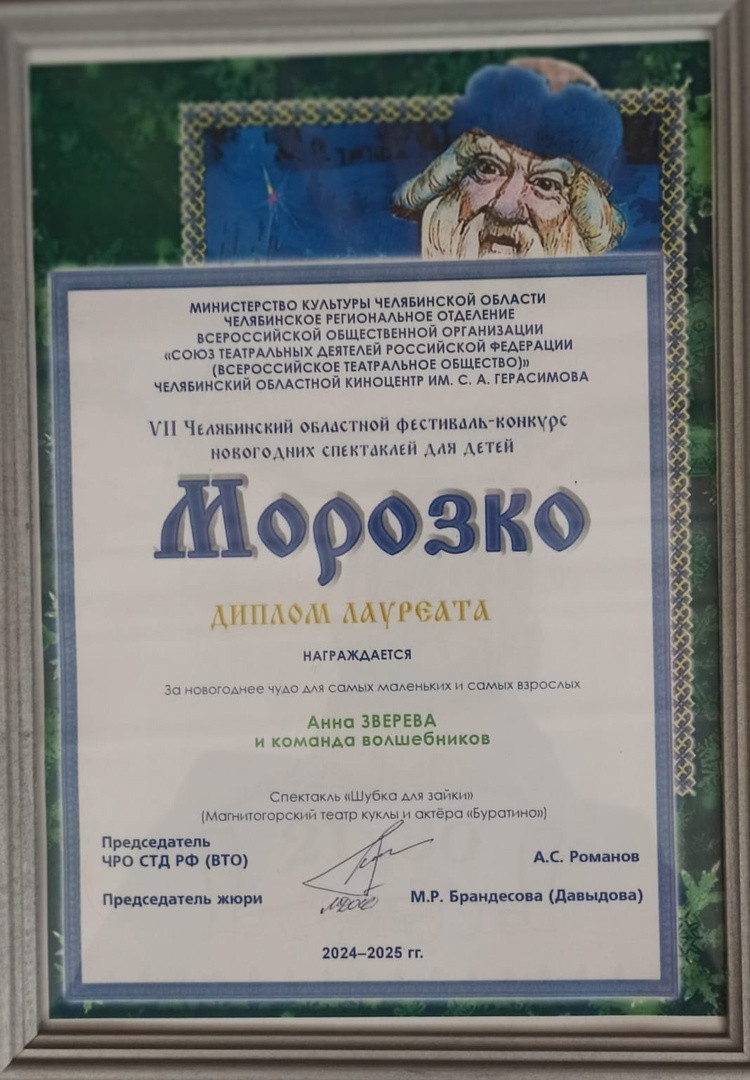 МИНИСТЕРСТВО КУЛЬТУРЫ ЧЕЛЯБИНСКОЙ ОБЛАСТИ
ЧЕЛЯБИНСКОЕ РЕГИОНАЛЬНОЕ ОТДЕЛЕНИЕ
ВСЕРОССИЙСКОЙ ОБЩЕСТВЕННОЙ ОРГАНИЗАЦИИ
«СОЮЗ ТЕАТРАЛЬНЫХ ДЕЯТЕЛЕЙ РОССИЙСКОЙ ФЕДЕРАЦИИ
(ВСЕРОССИЙСКОЕ ТЕАТРАЛЬНОЕ ОБЩЕСТВО)»
ЧЕЛЯБИНСКИЙ ОБЛАСТНОЙ КИНОЦЕНТР ИМ. С. А. ГЕРАСИМОВА
VII Челябинский областной фестиваль-конкурс
новогодних спектаклей для детей
Морозко
ДИПЛОМ ЛАУРЕАТА
НАГРАЖДАЕТСЯ
За новогоднее чудо для самых маленьких и самых взрослых
Анна ЗВЕРЕВА
и команда волшебников
Спектакль «Шубка для зайки»
(Магнитогорский театр куклы и актёра «Буратино»)
Председатель
ЧРО СТД РФ (ВТО)
А.С. Романов
Председатель жюри
М.Р. Брандесова (Давыдова)
2024–2025 гг.